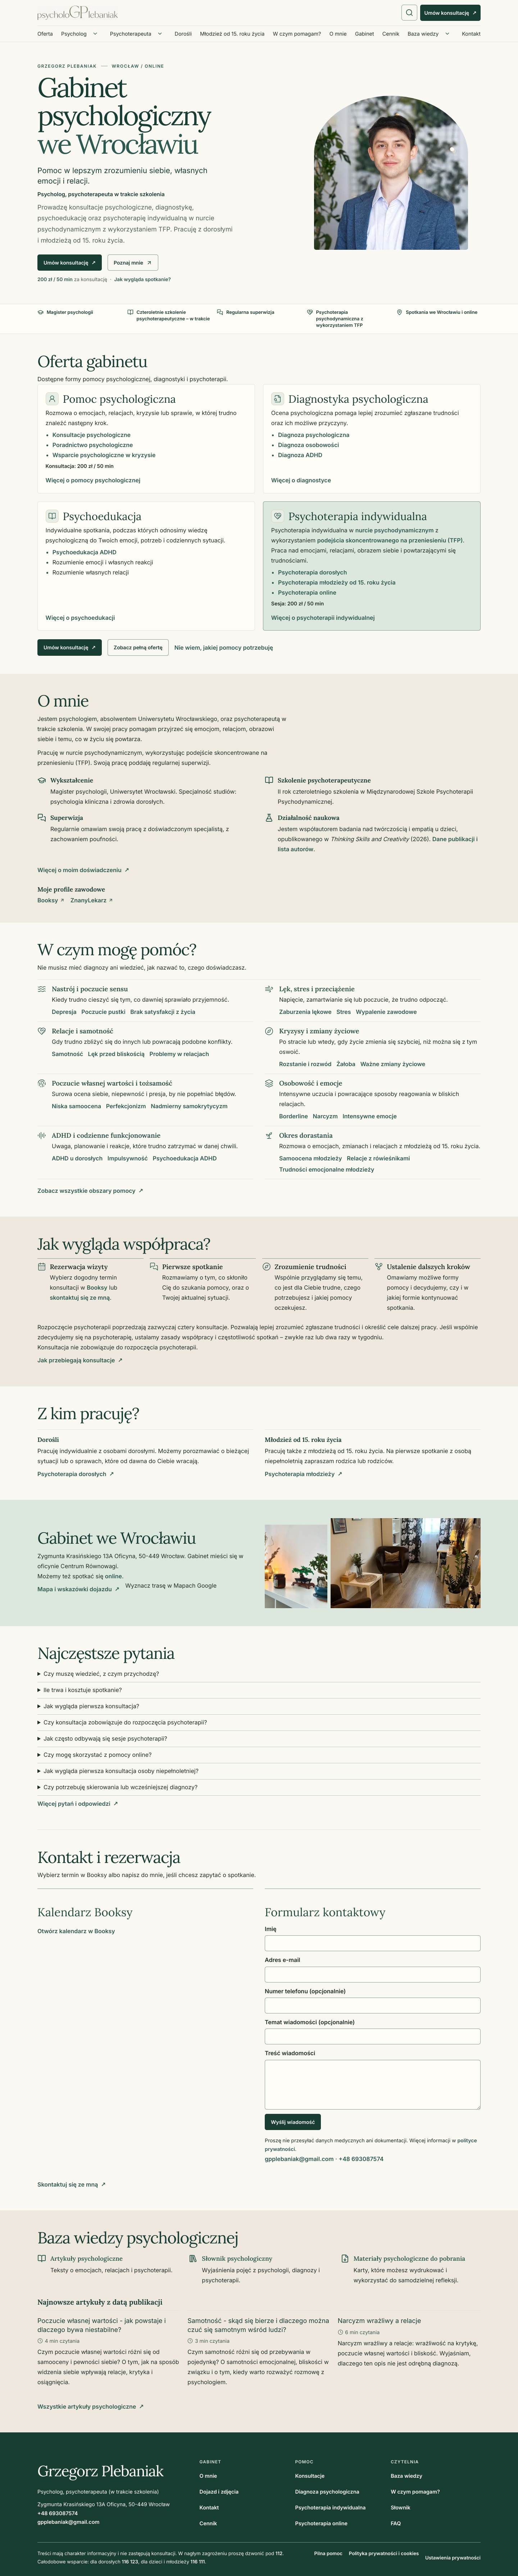 psycholoGPlebaniak
Umów konsultację ↗
Oferta Psycholog Psychoterapeuta Dorośli Młodzież od 15. roku życia W czym pomagam? O mnie Gabinet Cennik Baza wiedzy Kontakt
GRZEGORZ PLEBANIAK — WROCŁAW / ONLINE
Gabinet
psychologiczny
we Wrocławiu
Pomoc w lepszym zrozumieniu siebie, własnych
emocji i relacji.
Psycholog, psychoterapeuta w trakcie szkolenia
Prowadzę konsultacje psychologiczne, diagnostykę,
psychoedukację oraz psychoterapię indywidualną w nurcie
psychodynamicznym z wykorzystaniem TFP. Pracuję z dorosłymi
i młodzieżą od 15. roku życia.
Umów konsultację ↗ Poznaj mnie ↗
200 zł / 50 min za konsultację · Jak wygląda spotkanie?
Magister psychologii
Czteroletnie szkolenie
psychoterapeutyczne – w trakcie
Regularna superwizja
Psychoterapia
psychodynamiczna z
wykorzystaniem TFP
Spotkania we Wrocławiu i online
Oferta gabinetu
Dostępne formy pomocy psychologicznej, diagnostyki i psychoterapii.
Pomoc psychologiczna
Rozmowa o emocjach, relacjach, kryzysie lub sprawie, w której trudno
znaleźć następny krok.
• Konsultacje psychologiczne
• Poradnictwo psychologiczne
• Wsparcie psychologiczne w kryzysie
Konsultacja: 200 zł / 50 min
Więcej o pomocy psychologicznej
Diagnostyka psychologiczna
Ocena psychologiczna pomaga lepiej zrozumieć zgłaszane trudności
oraz ich możliwe przyczyny.
• Diagnoza psychologiczna
• Diagnoza osobowości
• Diagnoza ADHD
Więcej o diagnostyce
Psychoedukacja
Indywidualne spotkania, podczas których odnosimy wiedzę
psychologiczną do Twoich emocji, potrzeb i codziennych sytuacji.
• Psychoedukacja ADHD
• Rozumienie emocji i własnych reakcji
• Rozumienie własnych relacji
Więcej o psychoedukacji
Psychoterapia indywidualna
Psychoterapia indywidualna w nurcie psychodynamicznym z
wykorzystaniem podejścia skoncentrowanego na przeniesieniu (TFP).
Praca nad emocjami, relacjami, obrazem siebie i powtarzającymi się
trudnościami.
• Psychoterapia dorosłych
• Psychoterapia młodzieży od 15. roku życia
• Psychoterapia online
Sesja: 200 zł / 50 min
Więcej o psychoterapii indywidualnej
Umów konsultację ↗ Zobacz pełną ofertę Nie wiem, jakiej pomocy potrzebuję
O mnie
Jestem psychologiem, absolwentem Uniwersytetu Wrocławskiego, oraz psychoterapeutą w
trakcie szkolenia. W swojej pracy pomagam przyjrzeć się emocjom, relacjom, obrazowi
siebie i temu, co w życiu się powtarza.
Pracuję w nurcie psychodynamicznym, wykorzystując podejście skoncentrowane na
przeniesieniu (TFP). Swoją pracę poddaję regularnej superwizji.
Wykształcenie
Magister psychologii, Uniwersytet Wrocławski. Specjalność studiów:
psychologia kliniczna i zdrowia dorosłych.
Szkolenie psychoterapeutyczne
II rok czteroletniego szkolenia w Międzynarodowej Szkole Psychoterapii
Psychodynamicznej.
Superwizja
Regularnie omawiam swoją pracę z doświadczonym specjalistą, z
zachowaniem poufności.
Działalność naukowa
Jestem współautorem badania nad twórczością i empatią u dzieci,
opublikowanego w Thinking Skills and Creativity (2026). Dane publikacji i
lista autorów.
Więcej o moim doświadczeniu ↗
Moje profile zawodowe
Booksy ↗ ZnanyLekarz ↗
W czym mogę pomóc?
Nie musisz mieć diagnozy ani wiedzieć, jak nazwać to, czego doświadczasz.
Nastrój i poczucie sensu
Kiedy trudno cieszyć się tym, co dawniej sprawiało przyjemność.
Depresja Poczucie pustki Brak satysfakcji z życia
Lęk, stres i przeciążenie
Napięcie, zamartwianie się lub poczucie, że trudno odpocząć.
Zaburzenia lękowe Stres Wypalenie zawodowe
Relacje i samotność
Gdy trudno zbliżyć się do innych lub powracają podobne konflikty.
Samotność Lęk przed bliskością Problemy w relacjach
Kryzysy i zmiany życiowe
Po stracie lub wtedy, gdy życie zmienia się szybciej, niż można się z tym
oswoić.
Rozstanie i rozwód Żałoba Ważne zmiany życiowe
Poczucie własnej wartości i tożsamość
Surowa ocena siebie, niepewność i presja, by nie popełniać błędów.
Niska samoocena Perfekcjonizm Nadmierny samokrytycyzm
Osobowość i emocje
Intensywne uczucia i powracające sposoby reagowania w bliskich
relacjach.
Borderline Narcyzm Intensywne emocje
ADHD i codzienne funkcjonowanie
Uwaga, planowanie i reakcje, które trudno zatrzymać w danej chwili.
ADHD u dorosłych Impulsywność Psychoedukacja ADHD
Okres dorastania
Rozmowa o emocjach, zmianach i relacjach z młodzieżą od 15. roku życia.
Samoocena młodzieży Relacje z rówieśnikami
Trudności emocjonalne młodzieży
Zobacz wszystkie obszary pomocy ↗
Jak wygląda współpraca?
Rezerwacja wizyty
Wybierz dogodny termin
konsultacji w Booksy lub
skontaktuj się ze mną.
Pierwsze spotkanie
Rozmawiamy o tym, co skłoniło
Cię do szukania pomocy, oraz o
Twojej aktualnej sytuacji.
Zrozumienie trudności
Wspólnie przyglądamy się temu,
co jest dla Ciebie trudne, czego
potrzebujesz i jakiej pomocy
oczekujesz.
Ustalenie dalszych kroków
Omawiamy możliwe formy
pomocy i decydujemy, czy i w
jakiej formie kontynuować
spotkania.
Rozpoczęcie psychoterapii poprzedzają zazwyczaj cztery konsultacje. Pozwalają lepiej zrozumieć zgłaszane trudności i określić cele dalszej pracy. Jeśli wspólnie
zdecydujemy się na psychoterapię, ustalamy zasady współpracy i częstotliwość spotkań – zwykle raz lub dwa razy w tygodniu.
Konsultacja nie zobowiązuje do rozpoczęcia psychoterapii.
Jak przebiegają konsultacje ↗
Z kim pracuję?
Dorośli
Pracuję indywidualnie z osobami dorosłymi. Możemy porozmawiać o bieżącej
sytuacji lub o sprawach, które od dawna do Ciebie wracają.
Psychoterapia dorosłych ↗
Młodzież od 15. roku życia
Pracuję także z młodzieżą od 15. roku życia. Na pierwsze spotkanie z osobą
niepełnoletnią zapraszam rodzica lub rodziców.
Psychoterapia młodzieży ↗
Gabinet we Wrocławiu
Zygmunta Krasińskiego 13A Oficyna, 50-449 Wrocław. Gabinet mieści się w
oficynie Centrum Równowagi.
Możemy też spotkać się online.
Mapa i wskazówki dojazdu ↗ Wyznacz trasę w Mapach Google
Najczęstsze pytania
▶ Czy muszę wiedzieć, z czym przychodzę?
▶ Ile trwa i kosztuje spotkanie?
▶ Jak wygląda pierwsza konsultacja?
▶ Czy konsultacja zobowiązuje do rozpoczęcia psychoterapii?
▶ Jak często odbywają się sesje psychoterapii?
▶ Czy mogę skorzystać z pomocy online?
▶ Jak wygląda pierwsza konsultacja osoby niepełnoletniej?
▶ Czy potrzebuję skierowania lub wcześniejszej diagnozy?
Więcej pytań i odpowiedzi ↗
Kontakt i rezerwacja
Wybierz termin w Booksy albo napisz do mnie, jeśli chcesz zapytać o spotkanie.
Kalendarz Booksy
Otwórz kalendarz w Booksy
Skontaktuj się ze mną ↗
Formularz kontaktowy
Imię
Adres e-mail
Numer telefonu (opcjonalnie)
Temat wiadomości (opcjonalnie)
Treść wiadomości
Wyślij wiadomość
Proszę nie przesyłać danych medycznych ani dokumentacji. Więcej informacji w polityce
prywatności.
gpplebaniak@gmail.com · +48 693087574
Baza wiedzy psychologicznej
Artykuły psychologiczne
Teksty o emocjach, relacjach i psychoterapii.
Słownik psychologiczny
Wyjaśnienia pojęć z psychologii, diagnozy i
psychoterapii.
Materiały psychologiczne do pobrania
Karty, które możesz wydrukować i
wykorzystać do samodzielnej refleksji.
Najnowsze artykuły z datą publikacji
Poczucie własnej wartości - jak powstaje i
dlaczego bywa niestabilne?
4 min czytania
Czym poczucie własnej wartości różni się od
samooceny i pewności siebie? O tym, jak na sposób
widzenia siebie wpływają relacje, krytyka i
osiągnięcia.
Samotność - skąd się bierze i dlaczego można
czuć się samotnym wśród ludzi?
3 min czytania
Czym samotność różni się od przebywania w
pojedynkę? O samotności emocjonalnej, bliskości w
związku i o tym, kiedy warto rozważyć rozmowę z
psychologiem.
Narcyzm wrażliwy a relacje
6 min czytania
Narcyzm wrażliwy a relacje: wrażliwość na krytykę,
poczucie własnej wartości i bliskość. Wyjaśniam,
dlaczego ten opis nie jest odrębną diagnozą.
Wszystkie artykuły psychologiczne ↗
Grzegorz Plebaniak
Psycholog, psychoterapeuta (w trakcie szkolenia)
Zygmunta Krasińskiego 13A Oficyna, 50-449 Wrocław
+48 693087574
gpplebaniak@gmail.com
GABINET
O mnie
Dojazd i zdjęcia
Kontakt
Cennik
POMOC
Konsultacje
Diagnoza psychologiczna
Psychoterapia indywidualna
Psychoterapia online
CZYTELNIA
Baza wiedzy
W czym pomagam?
Słownik
FAQ
Treści mają charakter informacyjny i nie zastępują konsultacji. W nagłym zagrożeniu proszę dzwonić pod 112.
Całodobowe wsparcie: dla dorosłych 116 123, dla dzieci i młodzieży 116 111.
Pilna pomoc Polityka prywatności i cookies Ustawienia prywatności